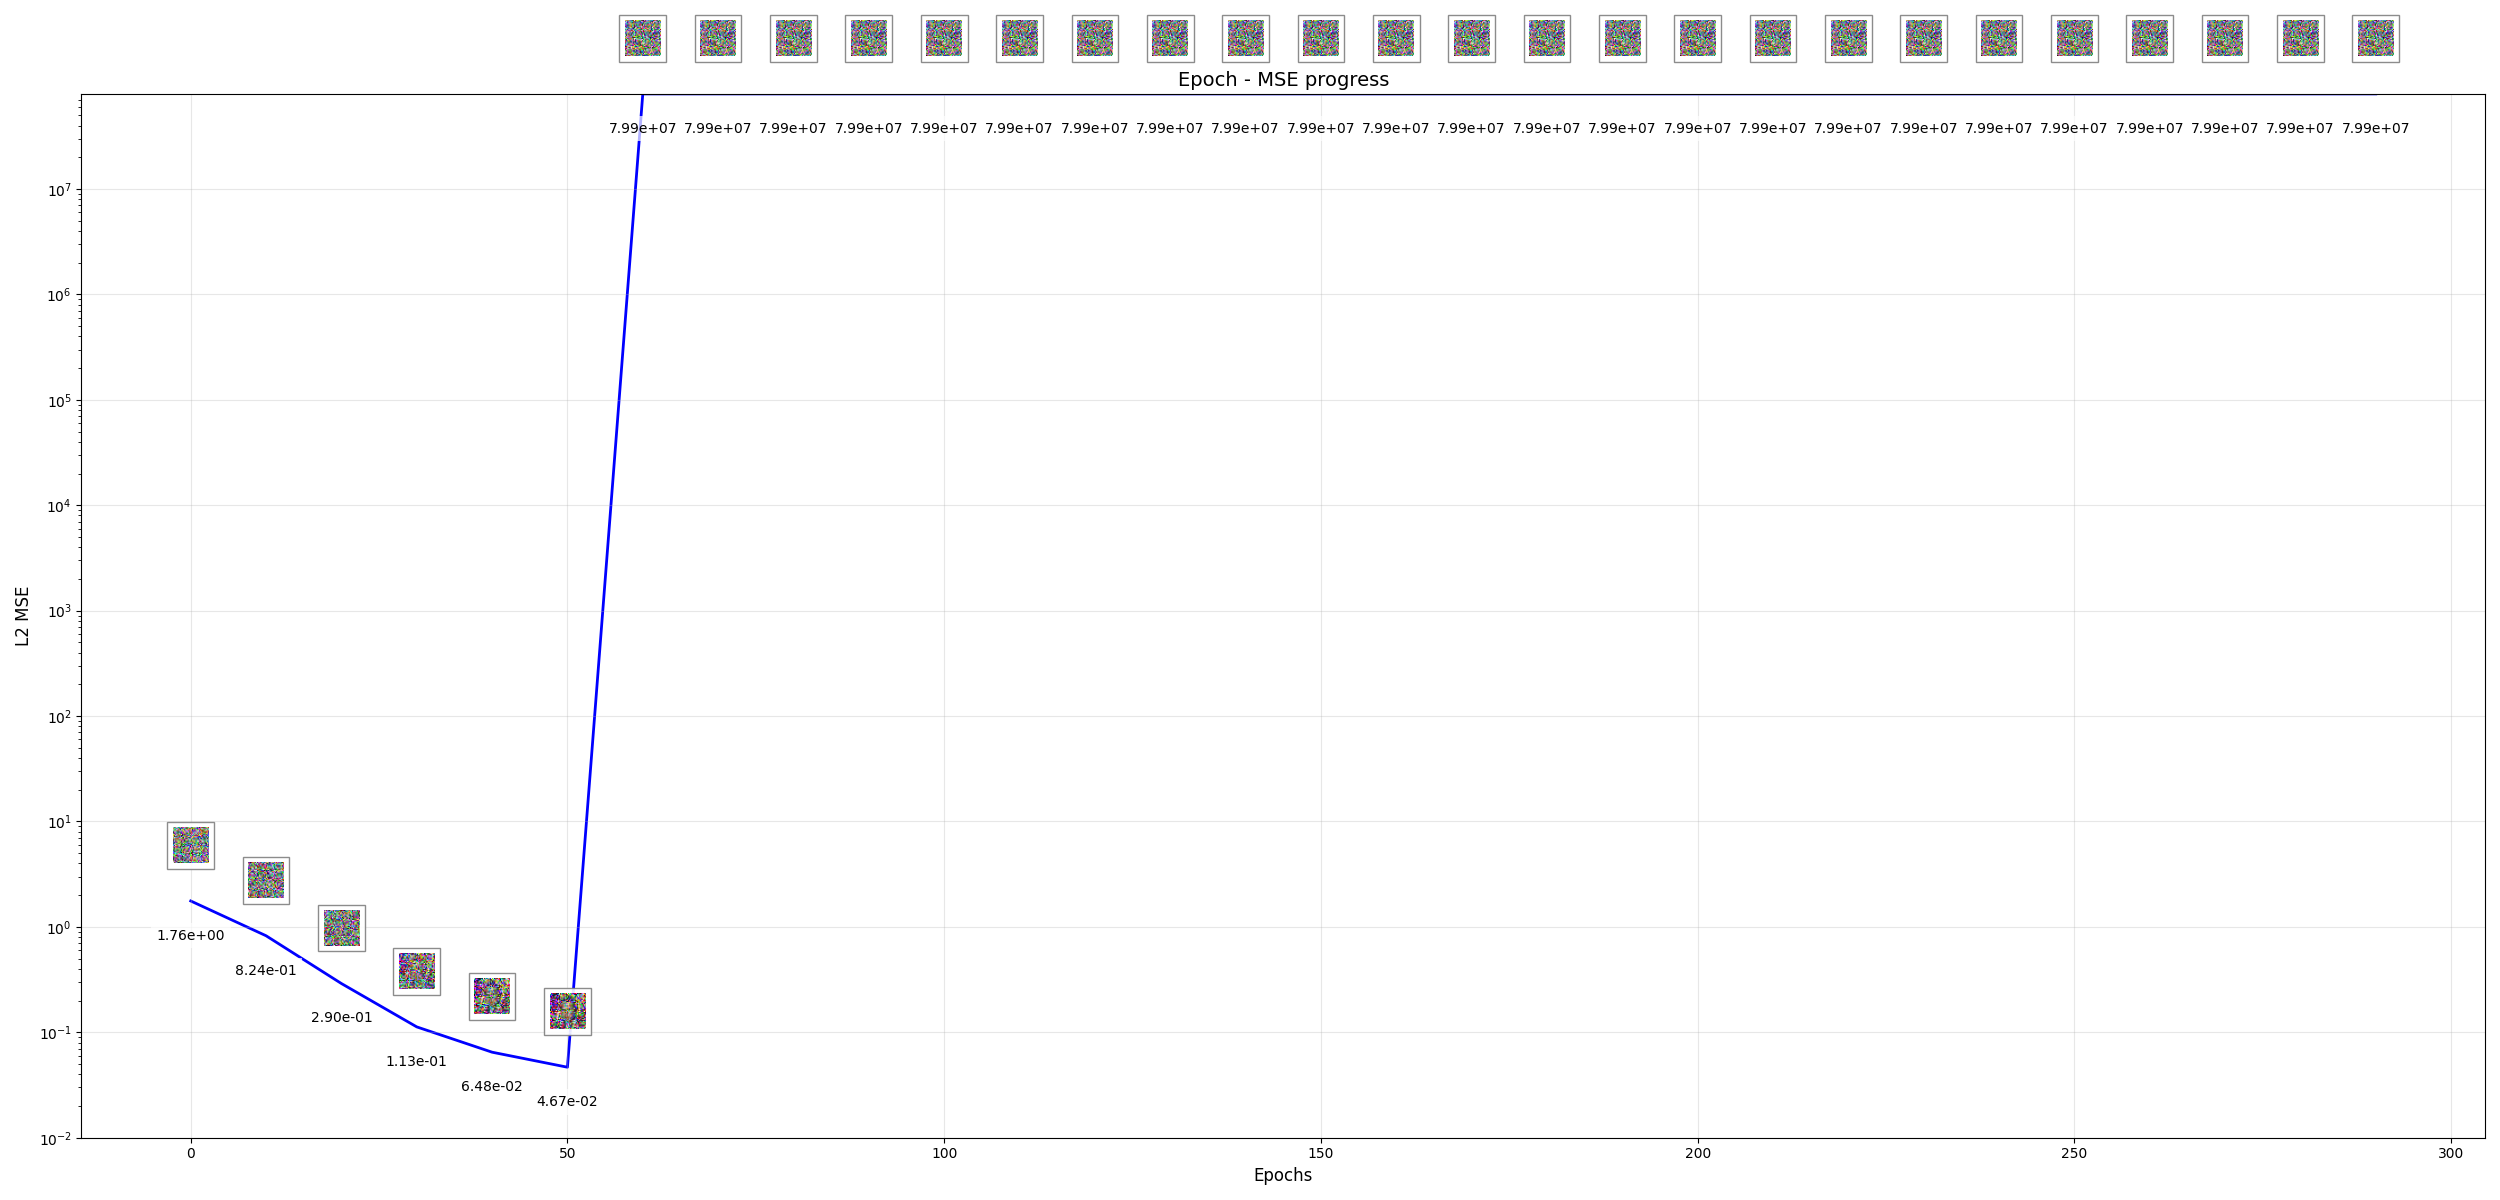 Epoch - MSE progress
7.99e+07 7.99e+07 7.99e+07 7.99e+07 7.99e+07 7.99e+07 7.99e+07 7.99e+07 7.99e+07 7.99e+07 7.99e+07 7.99e+07 7.99e+07 7.99e+07 7.99e+07 7.99e+07 7.99e+07 7.99e+07 7.99e+07 7.99e+07 7.99e+07 7.99e+07 7.99e+07 7.99e+07
10⁷
10⁶
10⁵
10⁴
10³
10²
10¹
10⁰
10⁻¹
10⁻²
L2 MSE
1.76e+00
8.24e-01
2.90e-01
1.13e-01
6.48e-02
4.67e-02
0 50 100 150 200 250 300
Epochs